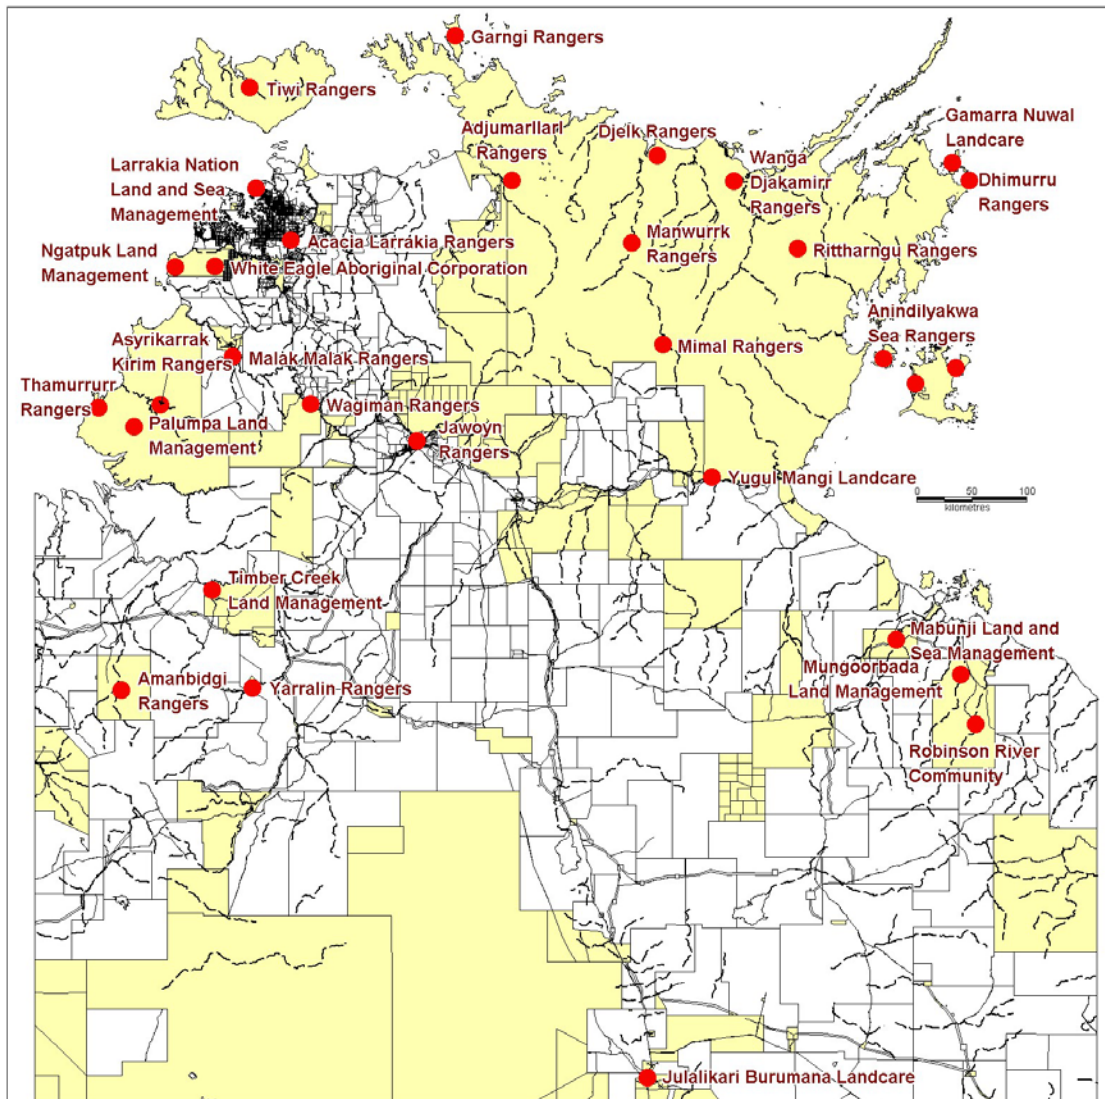 Garngi Rangers
Tiwi Rangers
Adjumarllarl
Rangers
Djelk Rangers
Gamarra Nuwal
Landcare
Larrakia Nation
Land and Sea
Management
Wanga
Djakamirr
Rangers
Dhimurru
Rangers
Acacia Larrakia Rangers
Manwurrk
Rangers
Rittharngu Rangers
Ngatpuk Land
Management
White Eagle Aboriginal Corporation
Anindilyakwa
Sea Rangers
Asyrikarrak
Kirim Rangers
Malak Malak Rangers
Mimal Rangers
Thamurrurr
Rangers
Wagiman Rangers
Palumpa Land
Management
Jawoyn
Rangers
Yugul Mangi Landcare
0 50 100
kilometres
Timber Creek
Land Management
Mabunji Land and
Sea Management
Mungoorbada
Land Management
Amanbidgi
Rangers
Yarralin Rangers
Robinson River
Community
Julalikari Burumana Landcare